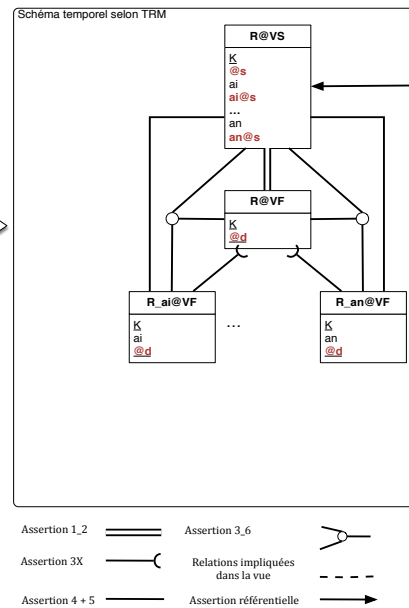 Schéma temporel selon TRM
R@VS
K
@s
ai
ai@s
...
an
an@s
R@VF
K
@d
R_ai@VF
K
ai
@d
...
R_an@VF
K
an
@d
Assertion 1_2
Assertion 3_6
Assertion 3X
Relations impliquées
dans la vue
Assertion 4 + 5
Assertion référentielle